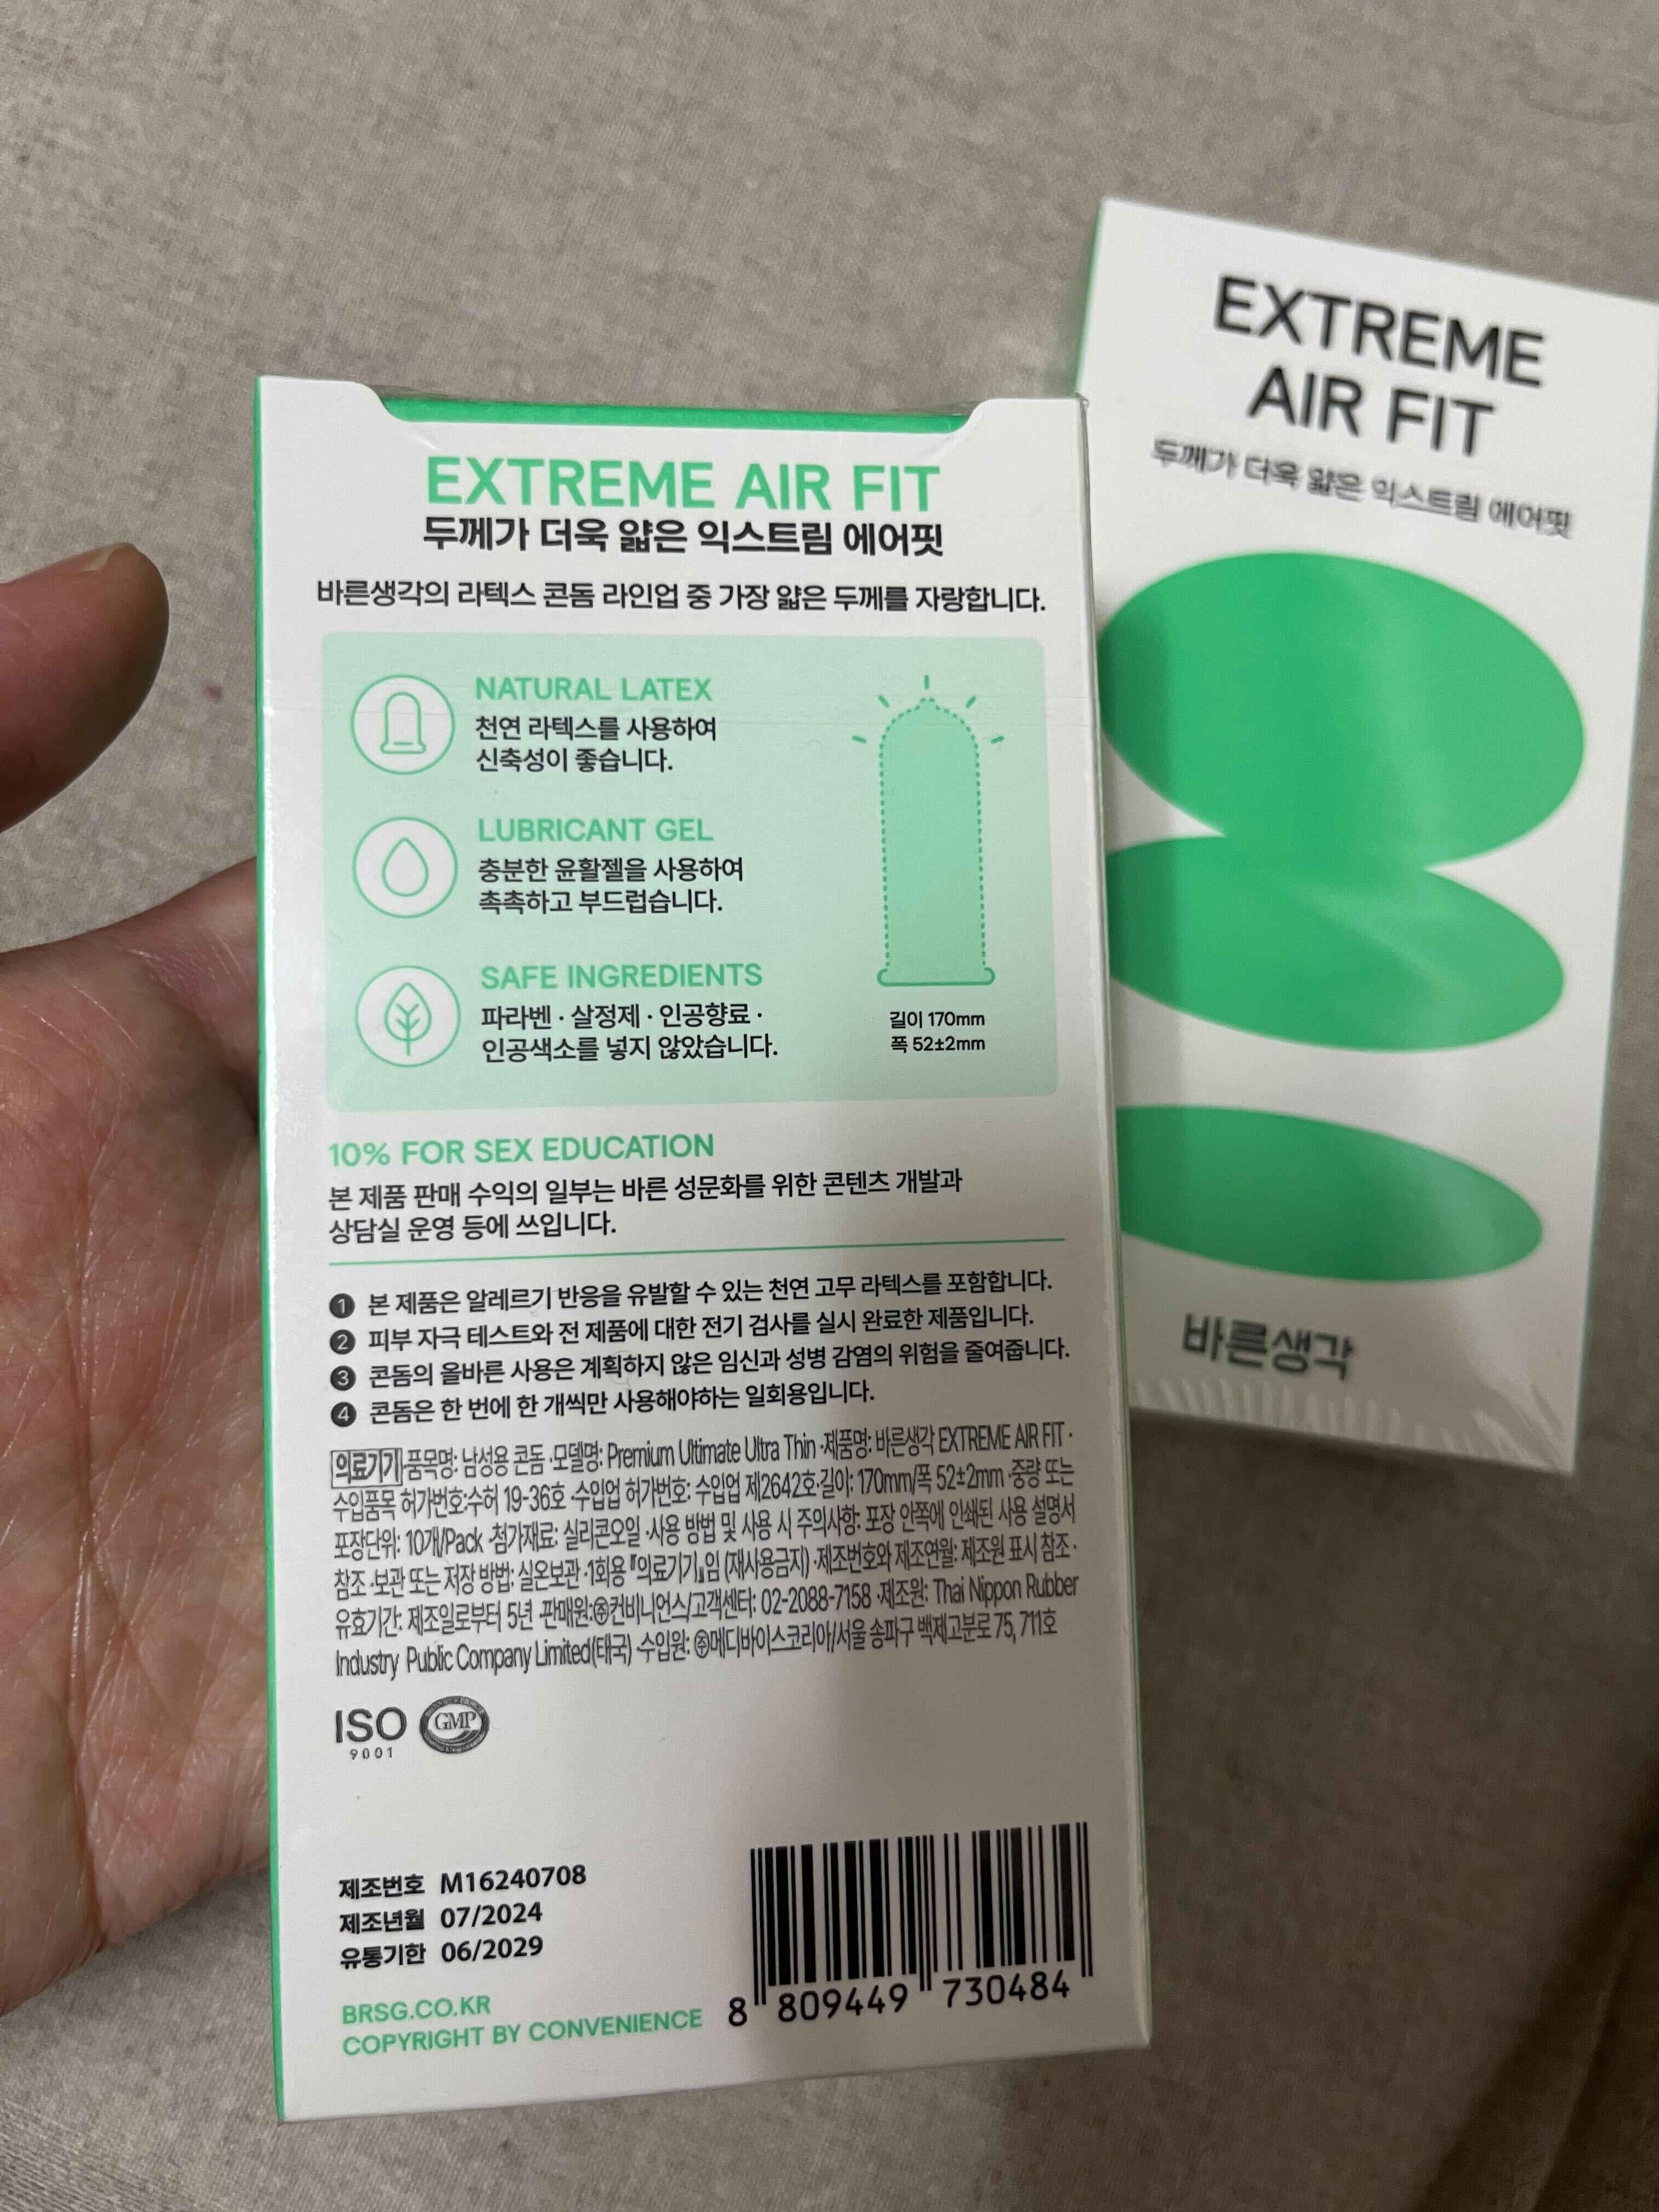 EXTREME AIR FIT
두께가 더욱 얇은 익스트림 에어핏
바른생각의 라텍스 콘돔 라인업 중 가장 얇은 두께를 자랑합니다.
NATURAL LATEX
천연 라텍스를 사용하여
신축성이 좋습니다.
LUBRICANT GEL
충분한 윤활젤을 사용하여
촉촉하고 부드럽습니다.
SAFE INGREDIENTS
파라벤 · 살정제 · 인공향료 ·
인공색소를 넣지 않았습니다.
길이 170mm
폭 52±2mm
10% FOR SEX EDUCATION
본 제품 판매 수익의 일부는 바른 성문화를 위한 콘텐츠 개발과
상담실 운영 등에 쓰입니다.
❶ 본 제품은 알레르기 반응을 유발할 수 있는 천연 고무 라텍스를 포함합니다.
❷ 피부 자극 테스트와 전 제품에 대한 전기 검사를 실시 완료한 제품입니다.
❸ 콘돔의 올바른 사용은 계획하지 않은 임신과 성병 감염의 위험을 줄여줍니다.
❹ 콘돔은 한 번에 한 개씩만 사용해야하는 일회용입니다.
의료기기 ·품목명: 남성용 콘돔 ·모델명: Premium Ultimate Ultra Thin ·제품명: 바른생각 EXTREME AIR FIT ·
수입품목 허가번호:수허 19-36호 ·수입업 허가번호: 수입업 제2642호·길이: 170mm/폭 52±2mm ·중량 또는
포장단위: 10개/Pack ·첨가재료: 실리콘오일 ·사용 방법 및 사용 시 주의사항: 포장 안쪽에 인쇄된 사용 설명서
참조 ·보관 또는 저장 방법: 실온보관 ·1회용 『의료기기』임 (재사용금지) ·제조번호와 제조연월: 제조원 표시 참조 ·
유효기간: 제조일로부터 5년 ·판매원:㈜컨비니언스/고객센터: 02-2088-7158 ·제조원: Thai Nippon Rubber
Industry Public Company Limited(태국) ·수입원: ㈜메디바이스코리아/서울 송파구 백제고분로 75, 711호
ISO
9001
GMP
제조번호 M16240708
제조년월 07/2024
유통기한 06/2029
BRSG.CO.KR
COPYRIGHT BY CONVENIENCE
8 809449 730484
EXTREME
AIR FIT
두께가 더욱 얇은 익스트림 에어핏
바른생각